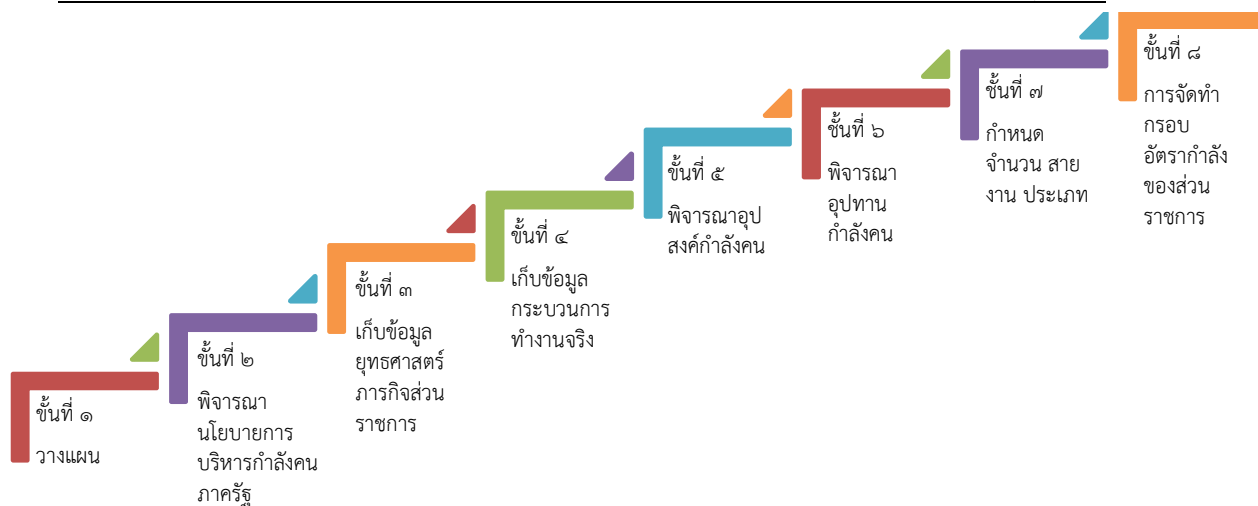 ขั้นที่ ๑
วางแผน
ขั้นที่ ๒
พิจารณา
นโยบายการ
บริหารกำลังคน
ภาครัฐ
ขั้นที่ ๓
เก็บข้อมูล
ยุทธศาสตร์
ภารกิจส่วน
ราชการ
ขั้นที่ ๔
เก็บข้อมูล
กระบวนการ
ทำงานจริง
ขั้นที่ ๕
พิจารณาอุป
สงค์กำลังคน
ชั้นที่ ๖
พิจารณา
อุปทาน
กำลังคน
ชั้นที่ ๗
กำหนด
จำนวน สาย
งาน ประเภท
ขั้นที่ ๘
การจัดทำ
กรอบ
อัตรากำลัง
ของส่วน
ราชการ